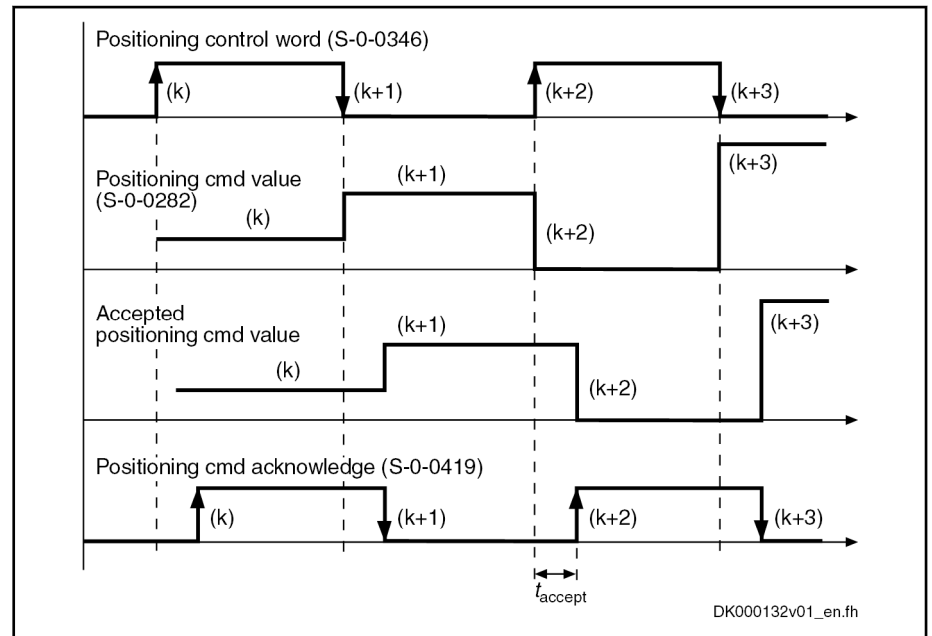 Positioning control word (S-0-0346)
(k)
(k+1)
(k+2)
(k+3)
Positioning cmd value
(S-0-0282)
(k)
(k+1)
(k+2)
(k+3)
Accepted
positioning cmd value
(k)
(k+1)
(k+2)
(k+3)
Positioning cmd acknowledge (S-0-0419)
(k)
(k+1)
(k+2)
(k+3)
taccept
DK000132v01_en.fh